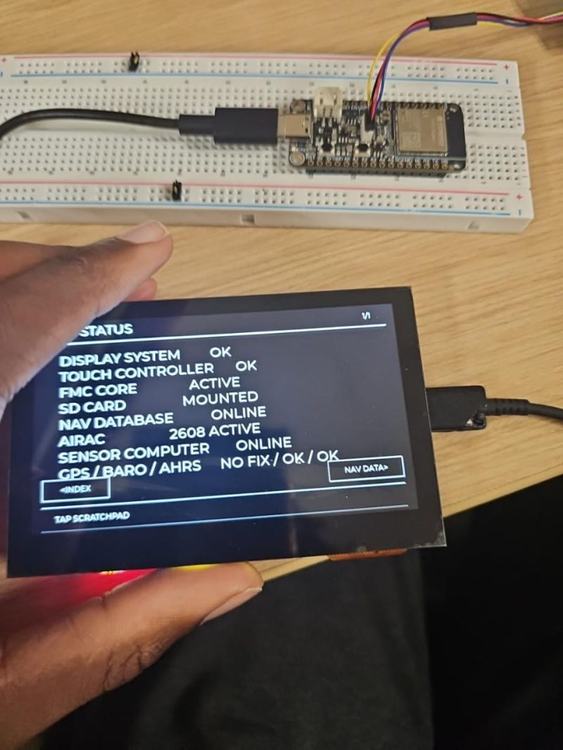 STATUS 1/1
DISPLAY SYSTEM OK
TOUCH CONTROLLER OK
FMC CORE ACTIVE
SD CARD MOUNTED
NAV DATABASE ONLINE
AIRAC 2608 ACTIVE
SENSOR COMPUTER ONLINE
GPS / BARO / AHRS NO FIX / OK / OK
<INDEX NAV DATA>
TAP SCRATCHPAD